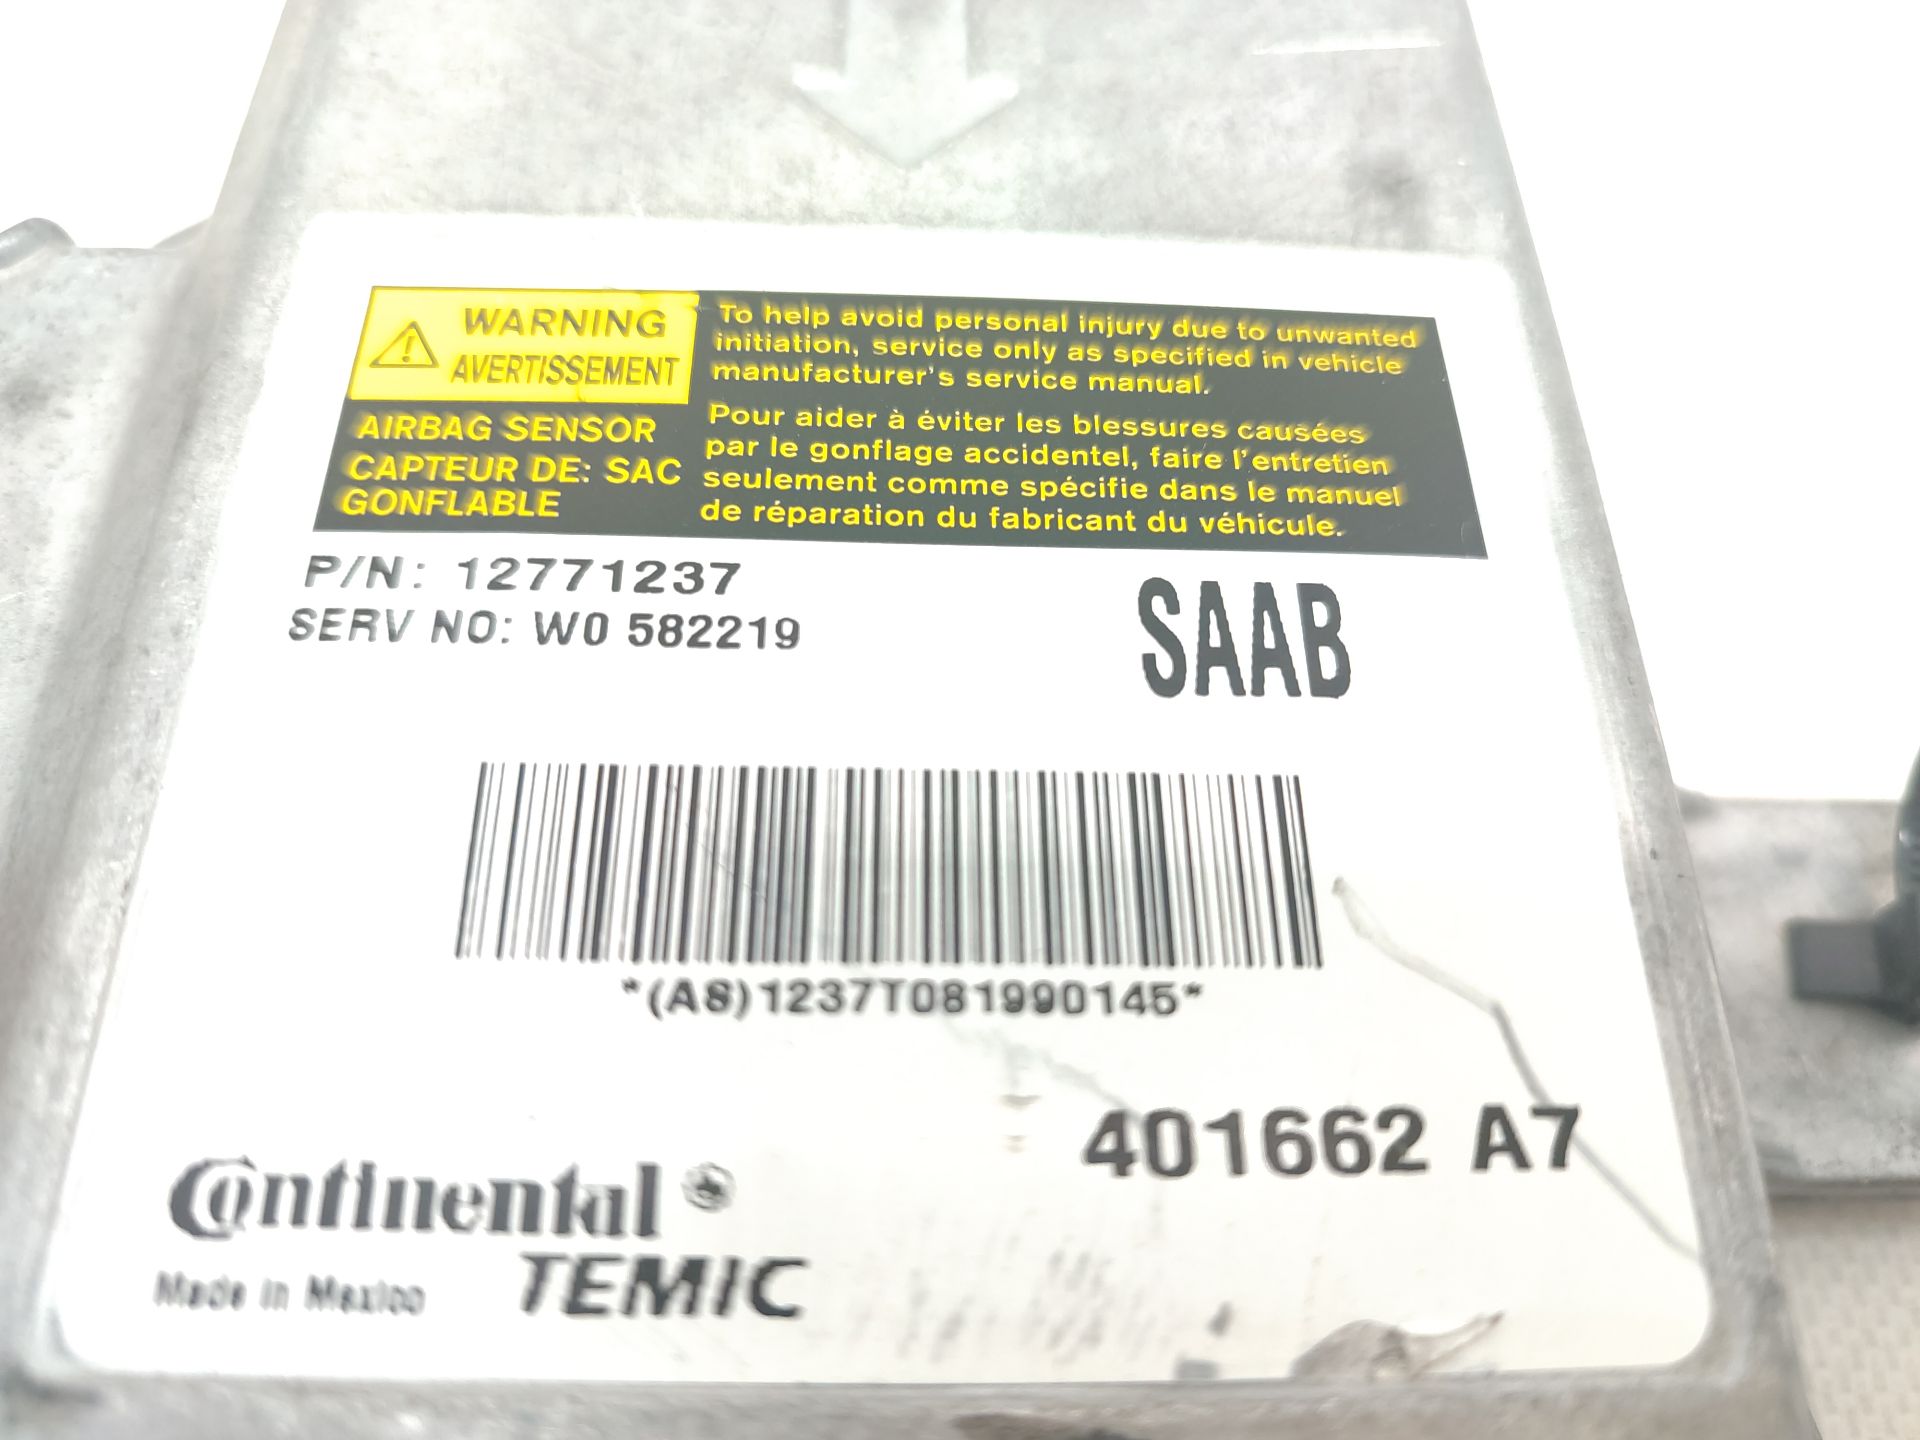 WARNING
AVERTISSEMENT
AIRBAG SENSOR
CAPTEUR DE: SAC
GONFLABLE
To help avoid personal injury due to unwanted
initiation, service only as specified in vehicle
manufacturer's service manual.
Pour aider à éviter les blessures causées
par le gonflage accidentel, faire l'entretien
seulement comme spécifie dans le manuel
de réparation du fabricant du véhicule.
P/N: 12771237
SERV NO: W0 582219
SAAB
*(A8)1237T081990145*
401662 A7
Continental
TEMIC
Made in Mexico